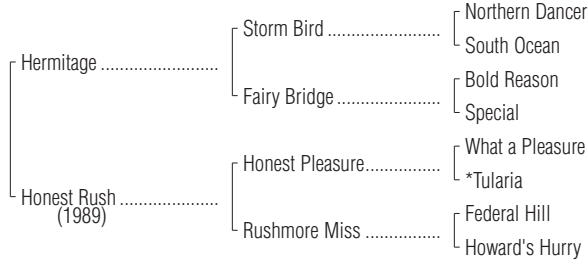 Northern Dancer
Storm Bird ......................
South Ocean
Hermitage .........................
Bold Reason
Fairy Bridge ....................
Special
What a Pleasure
Honest Pleasure.................
*Tularia
Honest Rush .....................
(1989)
Federal Hill
Rushmore Miss ................
Howard's Hurry